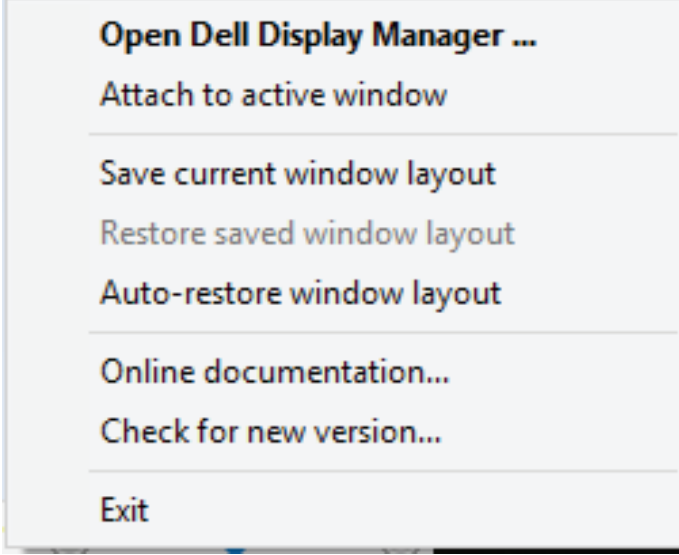 Open Dell Display Manager ...
Attach to active window
Save current window layout
Restore saved window layout
Auto-restore window layout
Online documentation...
Check for new version...
Exit